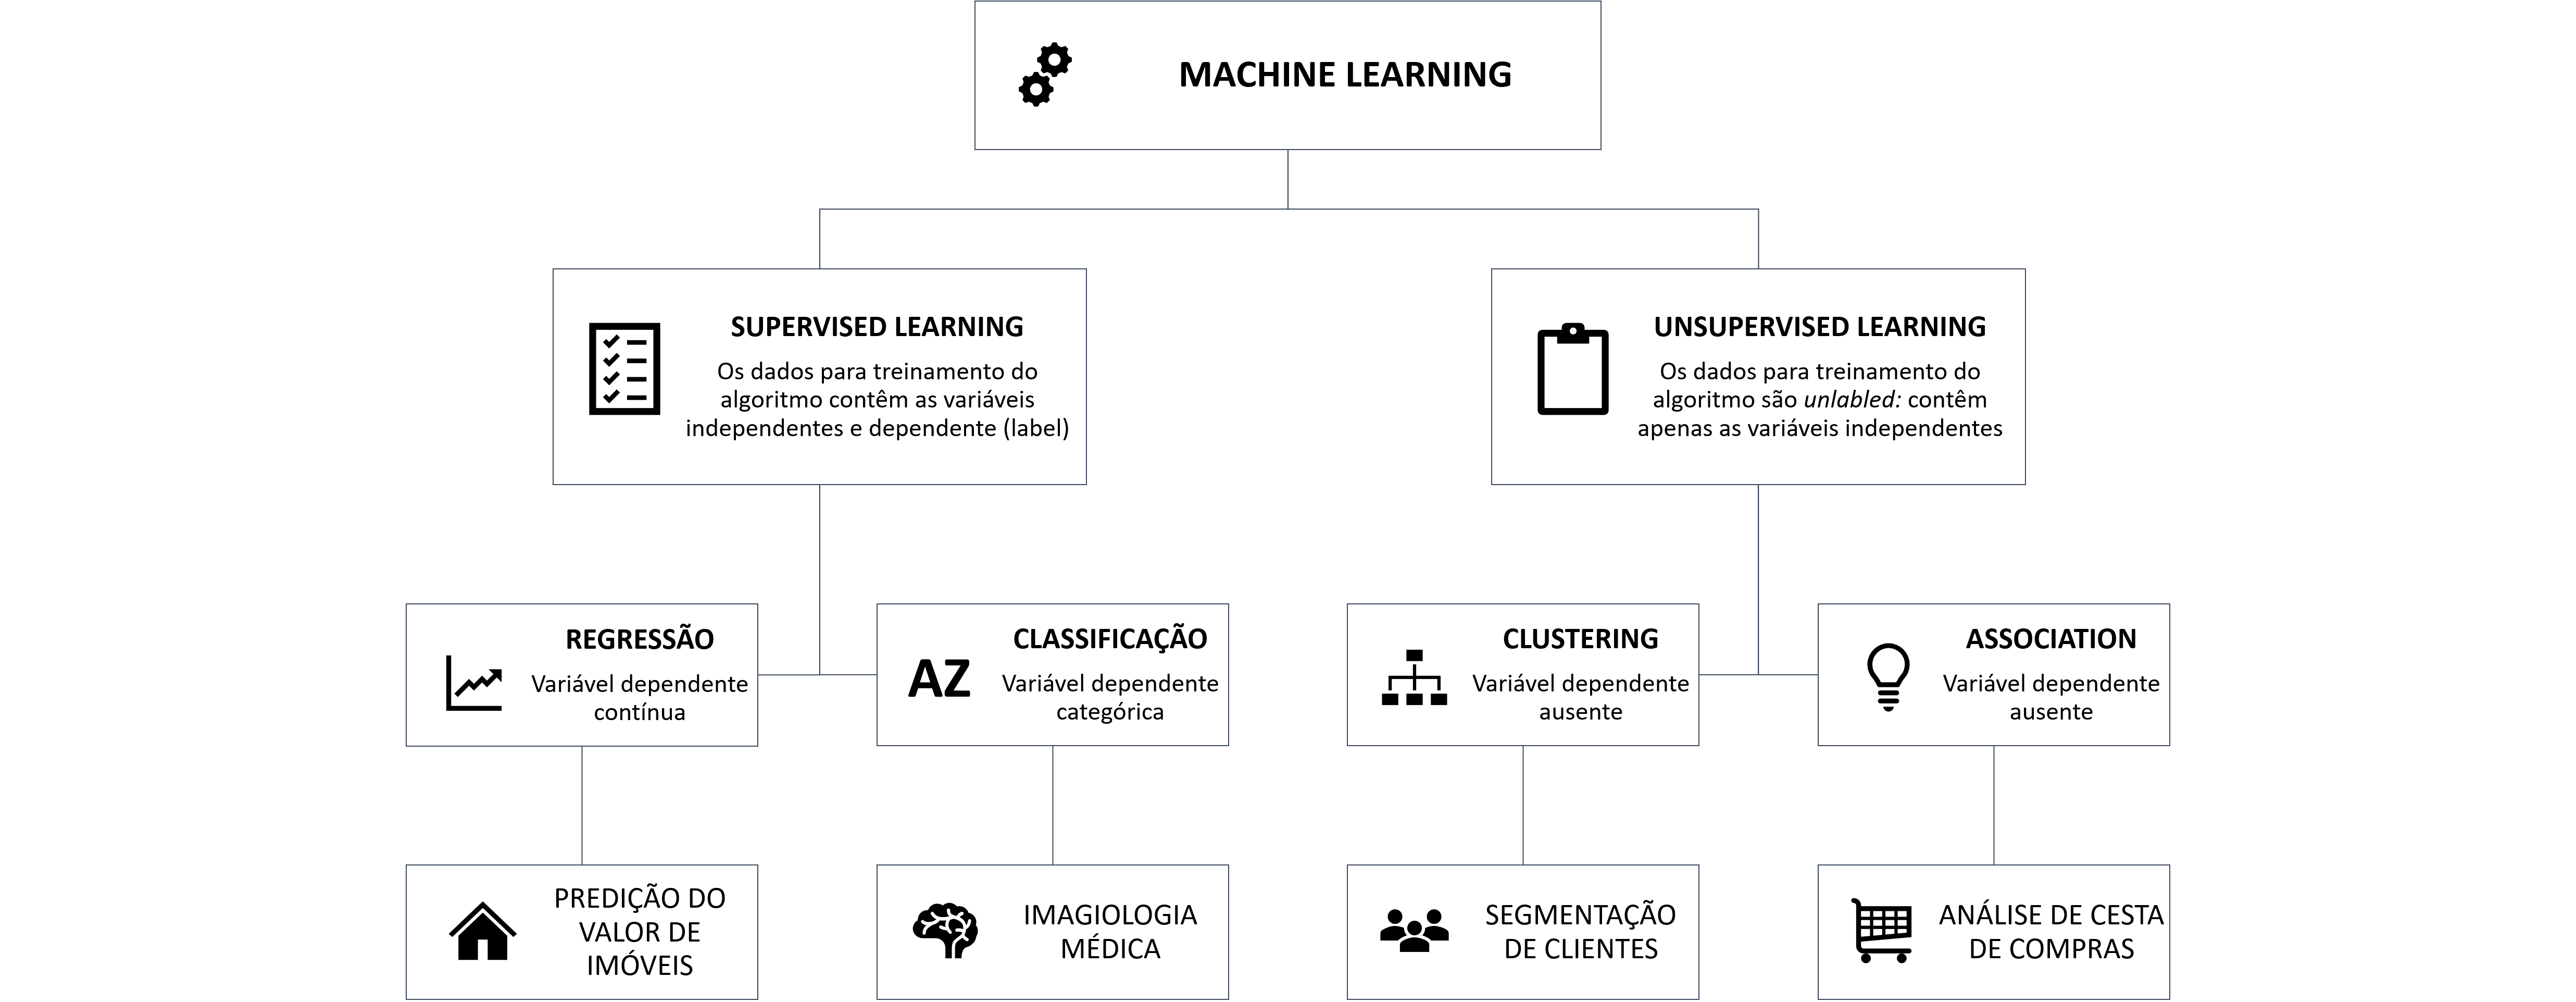 MACHINE LEARNING
SUPERVISED LEARNING
Os dados para treinamento do
algoritmo contêm as variáveis
independentes e dependente (label)
UNSUPERVISED LEARNING
Os dados para treinamento do
algoritmo são unlabled: contêm
apenas as variáveis independentes
REGRESSÃO
Variável dependente
contínua
AZ
CLASSIFICAÇÃO
Variável dependente
categórica
CLUSTERING
Variável dependente
ausente
ASSOCIATION
Variável dependente
ausente
PREDIÇÃO DO
VALOR DE
IMÓVEIS
IMAGIOLOGIA
MÉDICA
SEGMENTAÇÃO
DE CLIENTES
ANÁLISE DE CESTA
DE COMPRAS